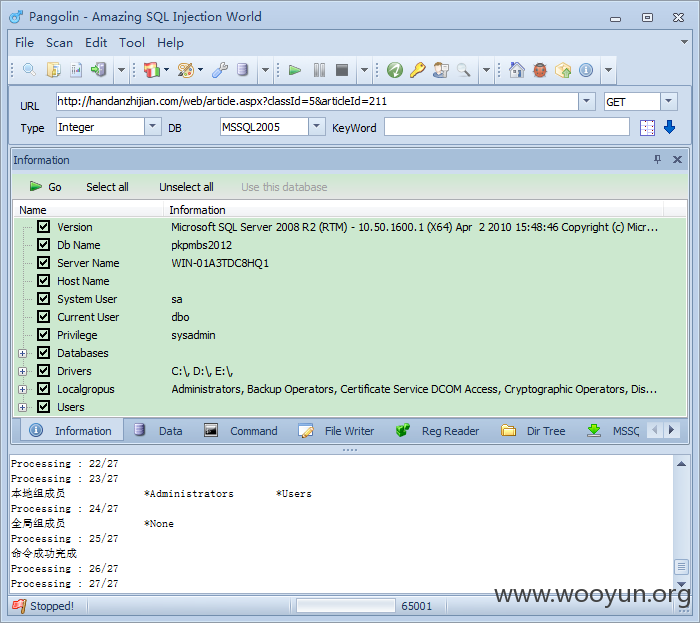 Pangolin - Amazing SQL Injection World
File Scan Edit Tool Help
URL http://handanzhijian.com/web/article.aspx?classId=5&articleId=211 GET
Type Integer DB MSSQL2005 KeyWord
Information
Go Select all Unselect all Use this database
Name Information
Version Microsoft SQL Server 2008 R2 (RTM) - 10.50.1600.1 (X64) Apr 2 2010 15:48:46 Copyright (c) Micr...
Db Name pkpmbs2012
Server Name WIN-01A3TDC8HQ1
Host Name
System User sa
Current User dbo
Privilege sysadmin
Databases
Drivers C:\, D:\, E:\,
Localgropus Administrators, Backup Operators, Certificate Service DCOM Access, Cryptographic Operators, Dis...
Users
Information Data Command File Writer Reg Reader Dir Tree MSSQ
Processing : 22/27
Processing : 23/27
本地组成员 *Administrators *Users
Processing : 24/27
全局组成员 *None
Processing : 25/27
命令成功完成
Processing : 26/27
Processing : 27/27
www.wooyun.org
Stopped! 65001